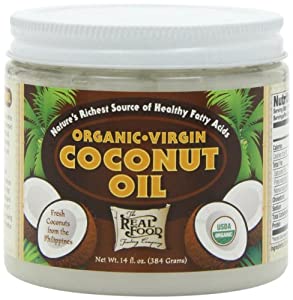 Nature's Richest Source of Healthy Fatty Acids
ORGANIC•VIRGIN
COCONUT
OIL
Fresh
Coconuts
from the
Philippines
The
REAL
FOOD
Trading Company
USDA
ORGANIC
Net Wt. 14 fl. oz. (384 Grams)